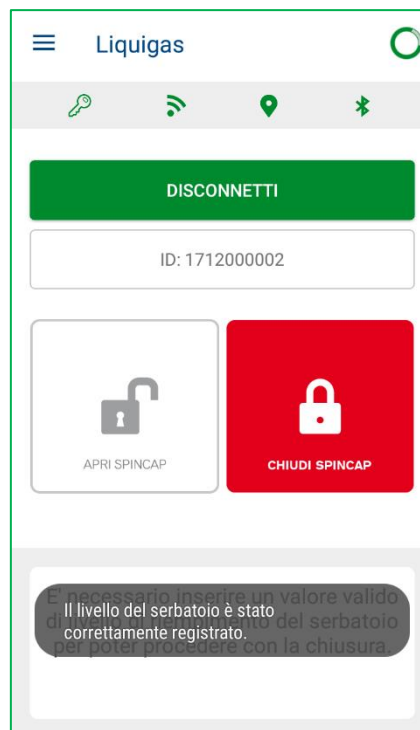 Liquigas
DISCONNETTI
ID: 1712000002
APRI SPINCAP
CHIUDI SPINCAP
E' necessario inserire un valore valido
di livello di riempimento del serbatoio
per poter procedere con la chiusura.
Il livello del serbatoio è stato
correttamente registrato.